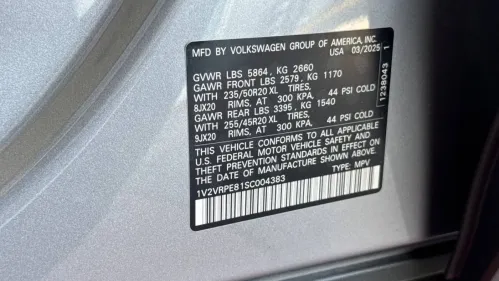 MFD BY VOLKSWAGEN GROUP OF AMERICA, INC.
USA 03/2025
GVWR LBS 5864, KG 2660
GAWR FRONT LBS 2579, KG 1170
WITH 235/50R20 XL TIRES,
8JX20 RIMS, AT 300 KPA. 44 PSI COLD
GAWR REAR LBS 3395, KG 1540
WITH 255/45R20 XL TIRES,
9JX20 RIMS, AT 300 KPA. 44 PSI COLD
THIS VEHICLE CONFORMS TO ALL APPLICABLE
U.S. FEDERAL MOTOR VEHICLE SAFETY AND
THEFT PREVENTION STANDARDS IN EFFECT ON
THE DATE OF MANUFACTURE SHOWN ABOVE.
1V2VRPE81SC004383 TYPE: MPV
1238043 1